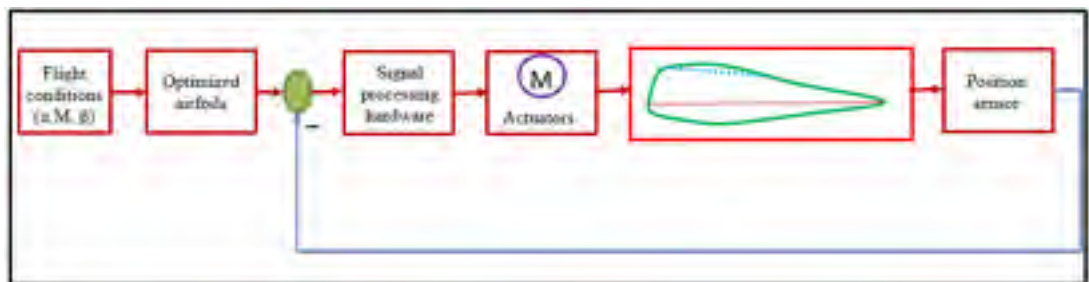 Flight
conditions
(α,M, β)
Optimized
airfoils
–
Signal
processing
hardware
M
Actuators
Position
sensor